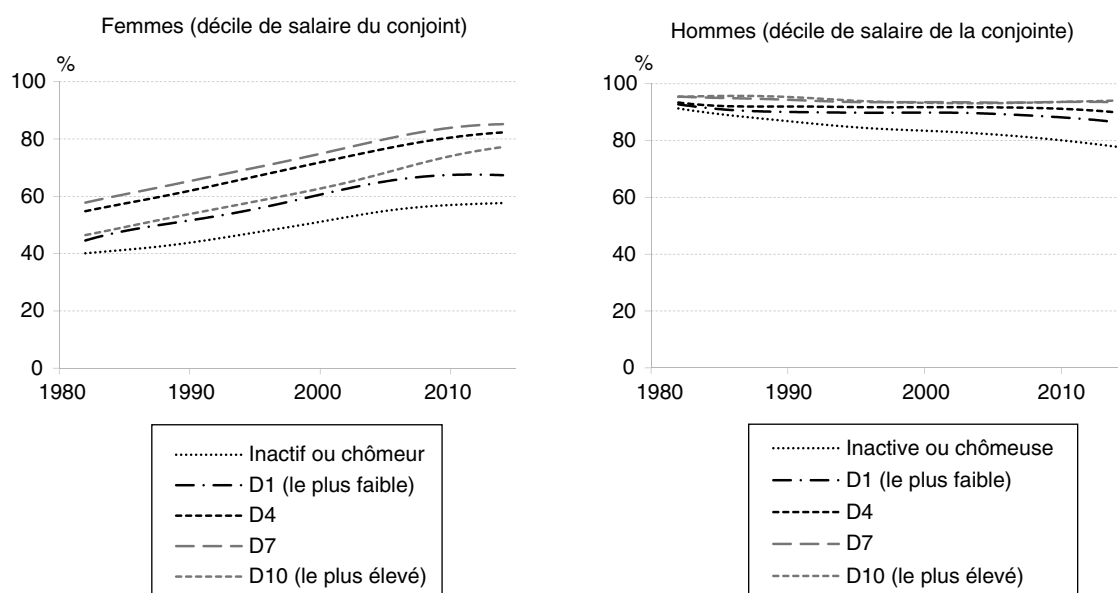 Femmes (décile de salaire du conjoint)
%
100
80
60
40
20
0
1980 1990 2000 2010
Inactif ou chômeur
D1 (le plus faible)
D4
D7
D10 (le plus élevé)
Hommes (décile de salaire de la conjointe)
%
100
80
60
40
20
0
1980 1990 2000 2010
Inactive ou chômeuse
D1 (le plus faible)
D4
D7
D10 (le plus élevé)